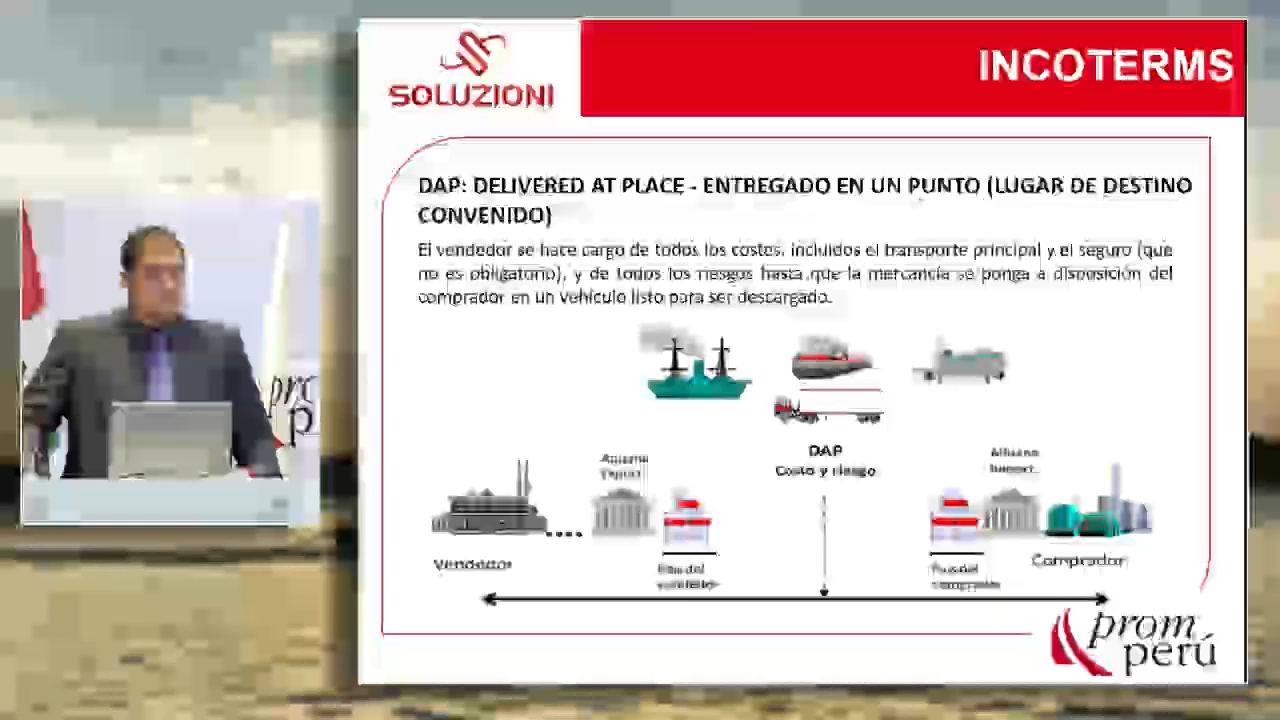 SOLUZIONI
INCOTERMS
DAP: DELIVERED AT PLACE - ENTREGADO EN UN PUNTO (LUGAR DE DESTINO
CONVENIDO)
El vendedor se hace cargo de todos los costes, incluidos el transporte principal y el seguro (que
no es obligatorio), y de todos los riesgos hasta que la mercancía se ponga a disposición del
comprador en un vehículo listo para ser descargado.
DAP
Costo y riesgo
Aduana
Aduana
Vendedor
Comprador
prom
perú